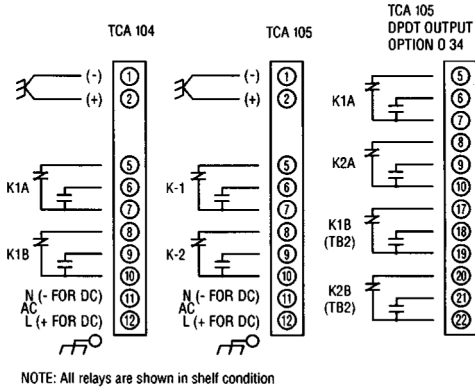 TCA 104
TCA 105
TCA 105
DPDT OUTPUT
OPTION O 34
(-) 1
(+) 2
K1A
5
6
7
K1B
8
9
10
N (- FOR DC) 11
AC
L (+ FOR DC) 12
(-) 1
(+) 2
K-1
5
6
7
K-2
8
9
10
N (- FOR DC) 11
AC
L (+ FOR DC) 12
K1A
5
6
7
K2A
8
9
10
K1B
(TB2)
17
18
19
K2B
(TB2)
20
21
22
NOTE: All relays are shown in shelf condition